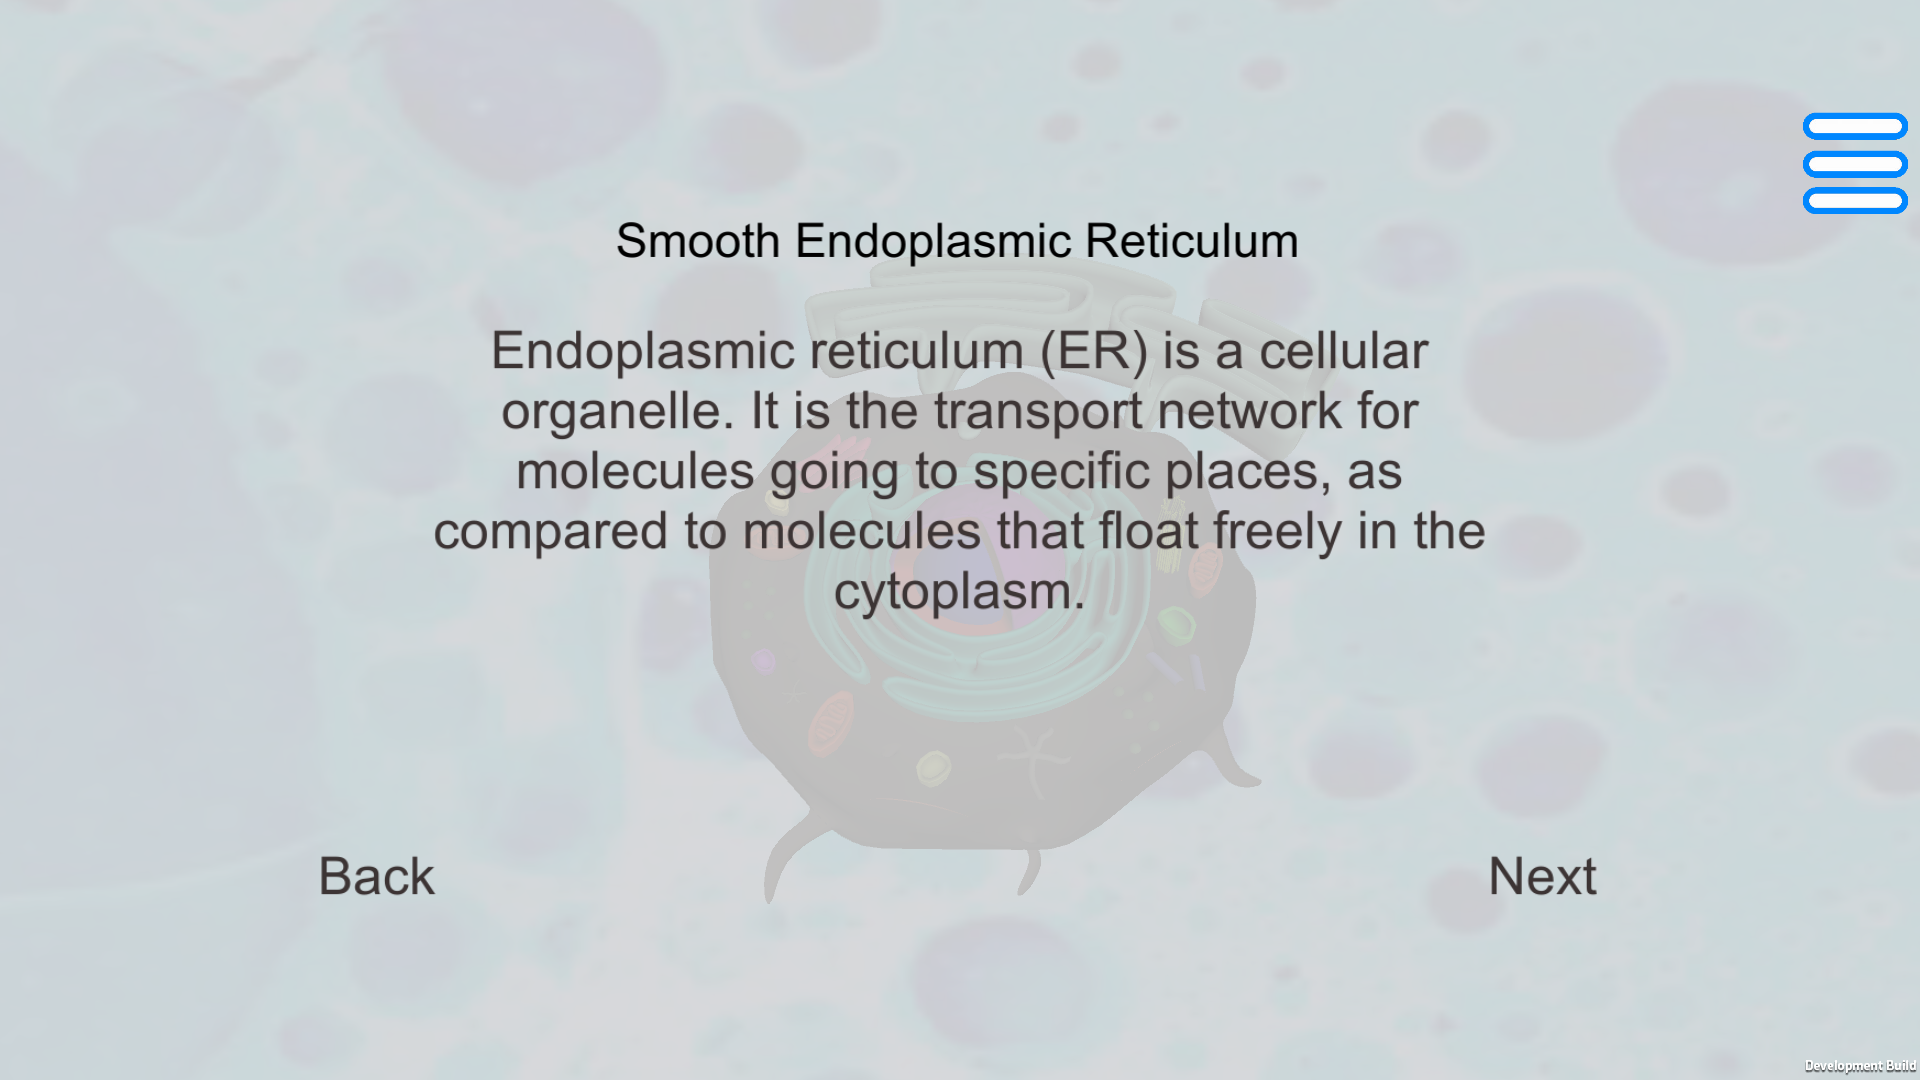 Smooth Endoplasmic Reticulum
Endoplasmic reticulum (ER) is a cellular
organelle. It is the transport network for
molecules going to specific places, as
compared to molecules that float freely in the
cytoplasm.
Back
Next
Development Build